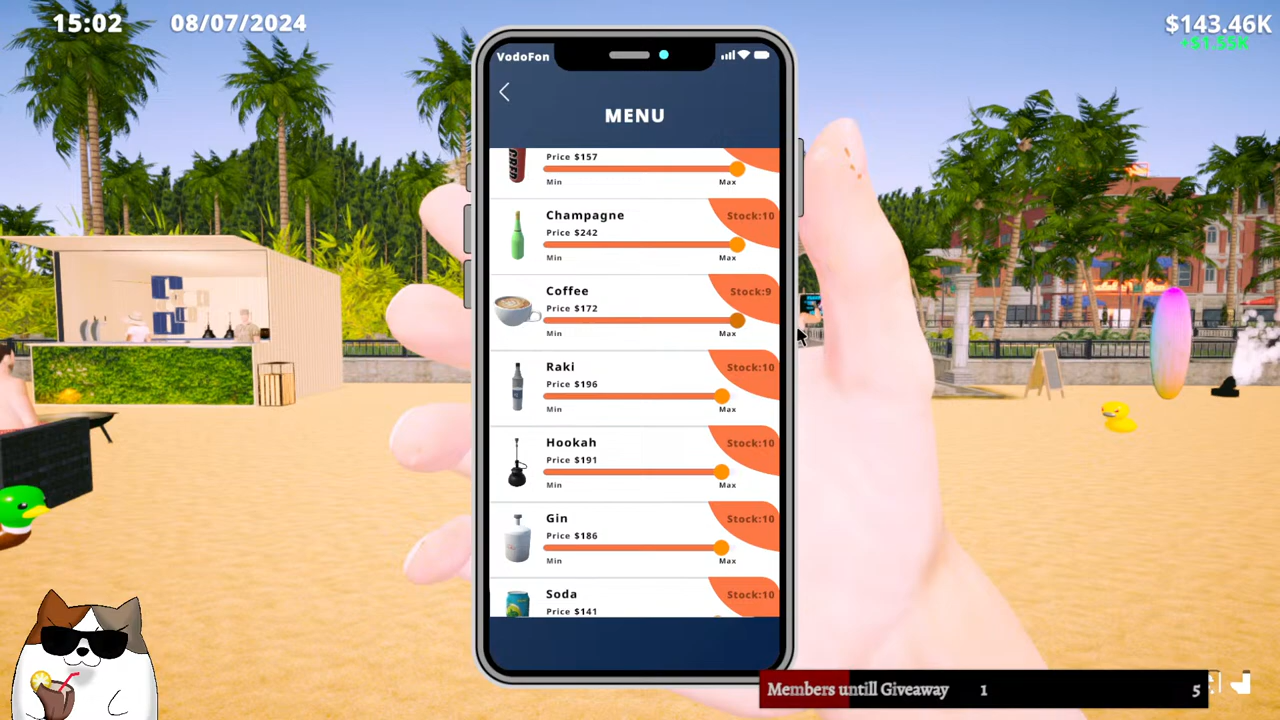 15:02 08/07/2024
$143.46K
+$1.55K
VodoFon
MENU
Price $157
Min Max
Champagne
Stock:10
Price $242
Min Max
Coffee
Stock:9
Price $172
Min Max
Raki
Stock:10
Price $196
Min Max
Hookah
Stock:10
Price $191
Min Max
Gin
Stock:10
Price $186
Min Max
Soda
Stock:10
Price $141
Members untill Giveaway 1 5